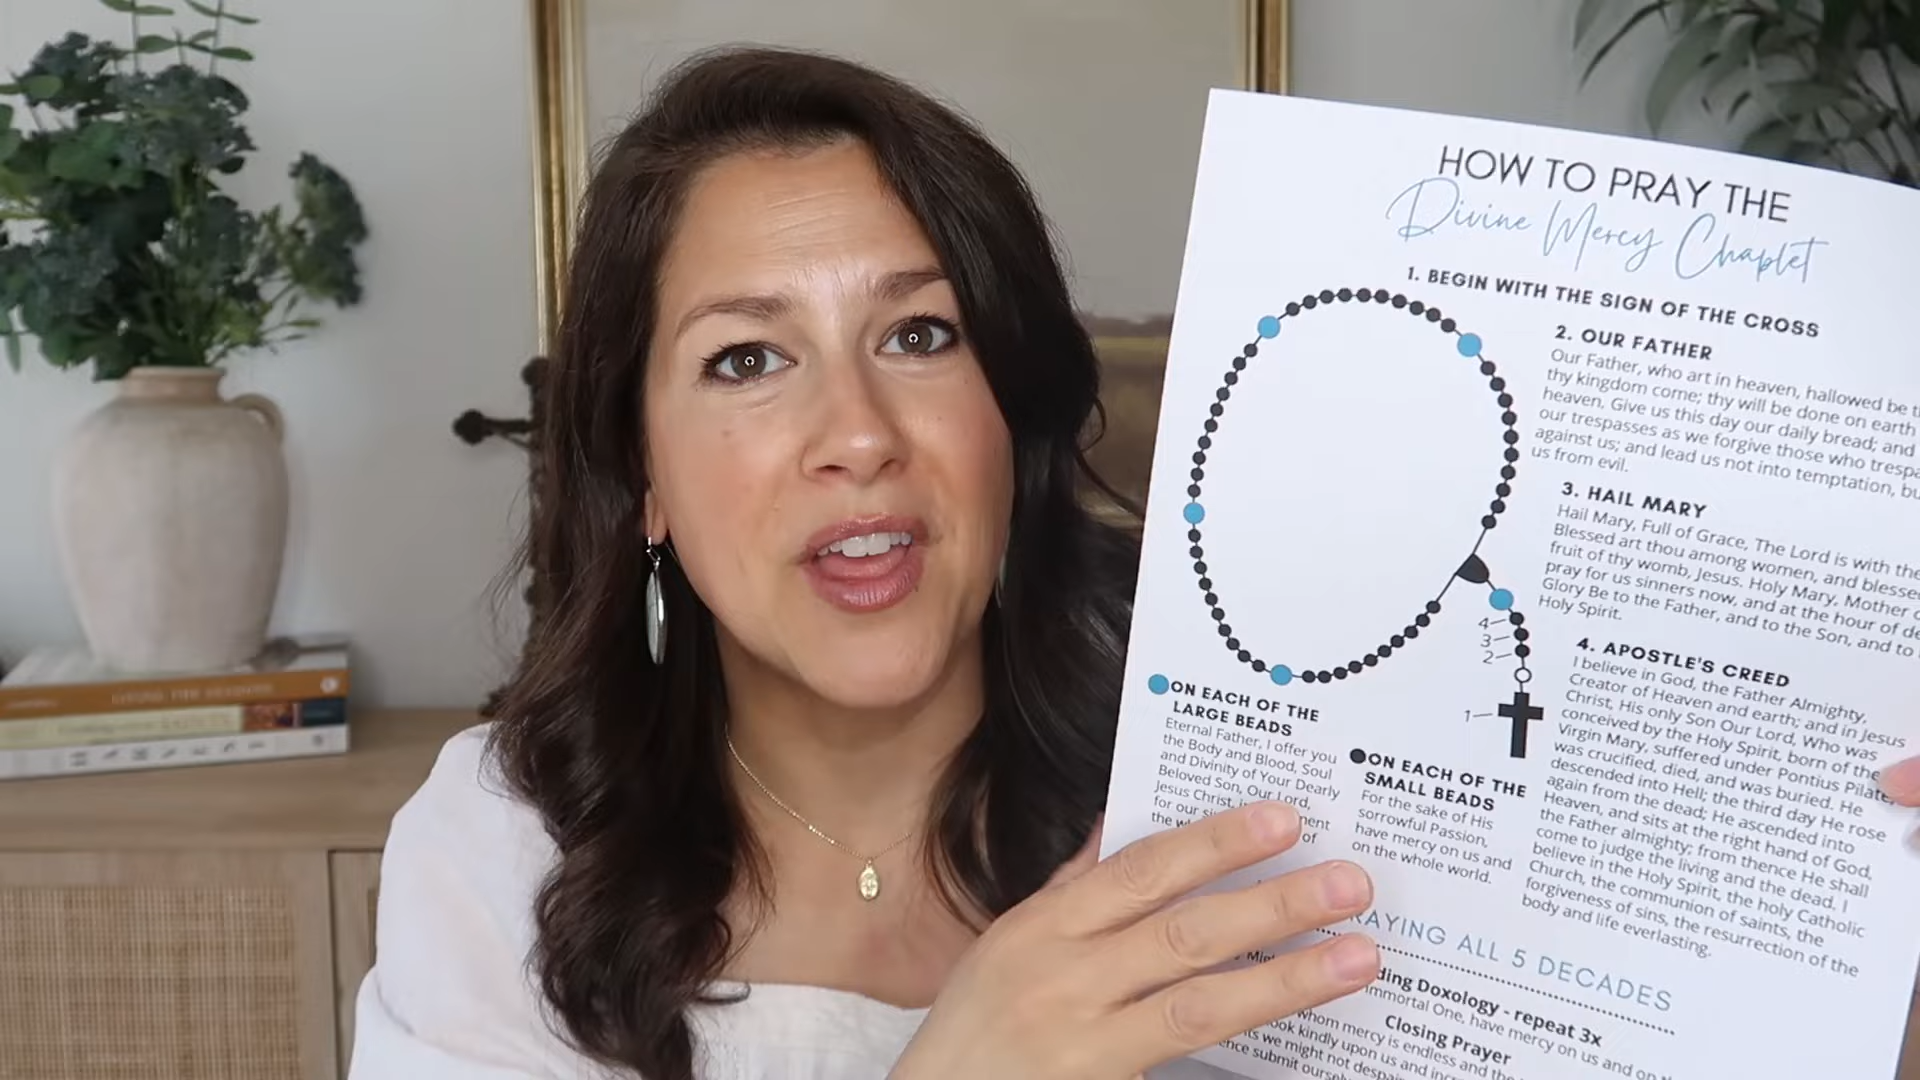 HOW TO PRAY THE
Divine Mercy Chaplet
1. BEGIN WITH THE SIGN OF THE CROSS
2. OUR FATHER
Our Father, who art in heaven, hallowed be
thy kingdom come; thy will be done on earth
heaven. Give us this day our daily bread; and
our trespasses as we forgive those who
against us; and lead us not into temptation,
us from evil.
3. HAIL MARY
Hail Mary, Full of Grace, The Lord is with
Blessed art thou among women, and
fruit of thy womb, Jesus. Holy Mary, Mother
pray for us sinners now, and at the hour of
Glory Be to the Father, and to the Son, and to
Holy Spirit.
4
3
2
1
4. APOSTLE'S CREED
I believe in God, the Father Almighty,
Creator of Heaven and earth; and in Jesus
Christ, His only Son Our Lord, Who was
conceived by the Holy Spirit, born of the
Virgin Mary, suffered under Pontius
was crucified, died, and was buried. He
descended into Hell; the third day He rose
again from the dead; He ascended into
Heaven, and sits at the right hand of God,
the Father almighty; from thence He shall
come to judge the living and the dead. I
believe in the Holy Spirit, the holy Catholic
Church, the communion of saints, the
forgiveness of sins, the resurrection of the
body and life everlasting.
ON EACH OF THE
LARGE BEADS
Eternal Father, I offer you
the Body and Blood, Soul
and Divinity of Your Dearly
Beloved Son, Our Lord,
Jesus Christ,
for our
the of
ON EACH OF THE
SMALL BEADS
For the sake of His
sorrowful Passion,
have mercy on us and
on the whole world.
ALL 5 DECADES
Doxology - repeat 3x
Immortal One, have mercy on us and on
Closing Prayer
whom mercy is endless and the
kindly upon us and
we might not
submit